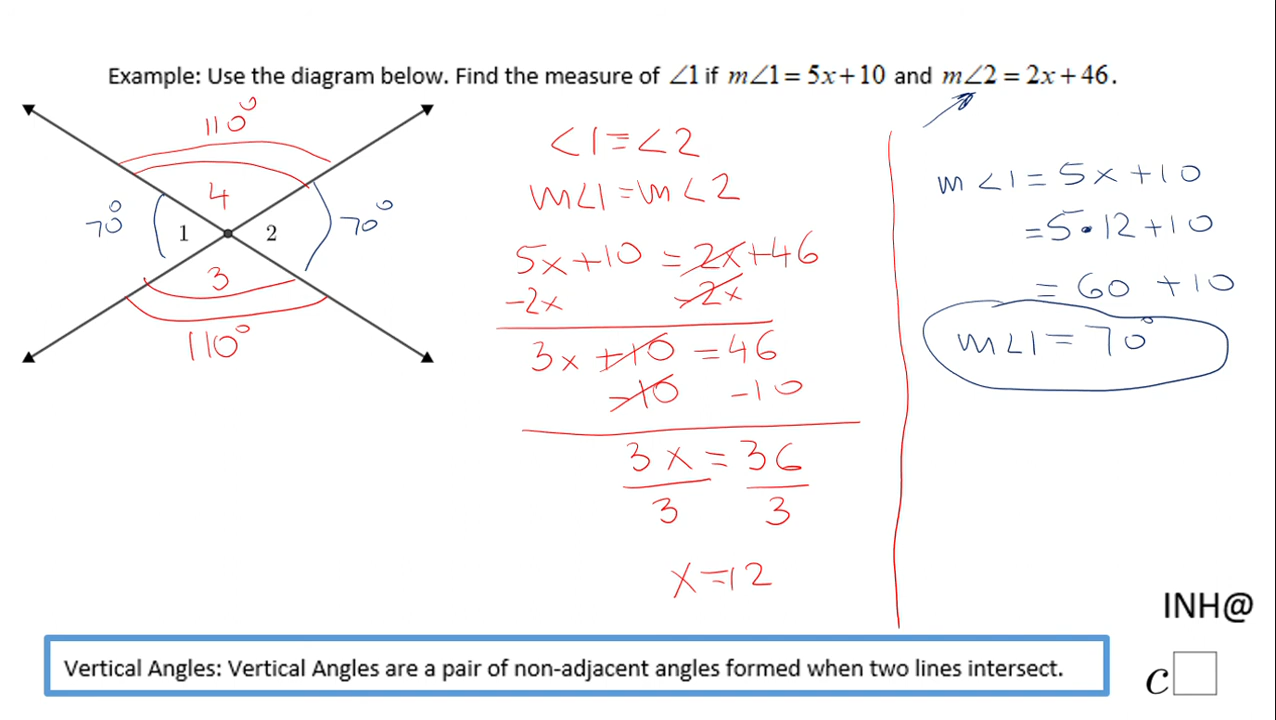 Example: Use the diagram below. Find the measure of ∠1 if m∠1 = 5x+10 and m∠2 = 2x+46.
110°
4
70°
1
2
70°
3
110°
<1=<2
m<1=m<2
5x+10 = 2x+46
-2x -2x
3x +10 = 46
-10 -10
3x = 36
3 3
x=12
m<1=5x+10
=5•12+10
= 60 +10
m<1= 70°
INH@
Vertical Angles: Vertical Angles are a pair of non-adjacent angles formed when two lines intersect.
c